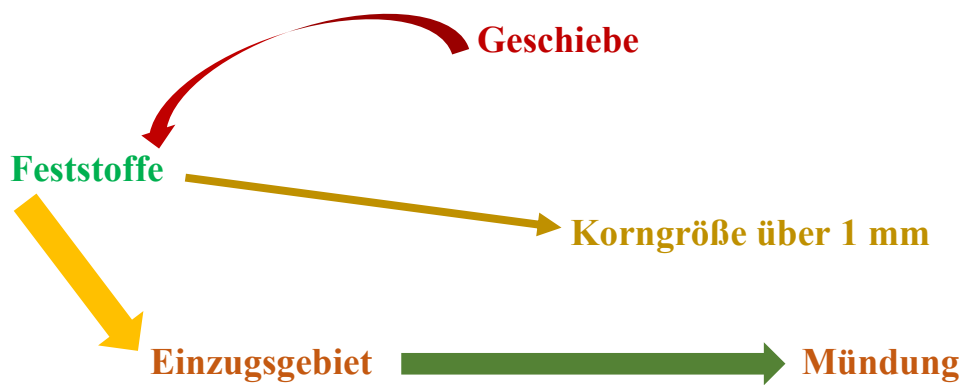 Geschiebe
Feststoffe
Korngröße über 1 mm
Einzugsgebiet
Mündung